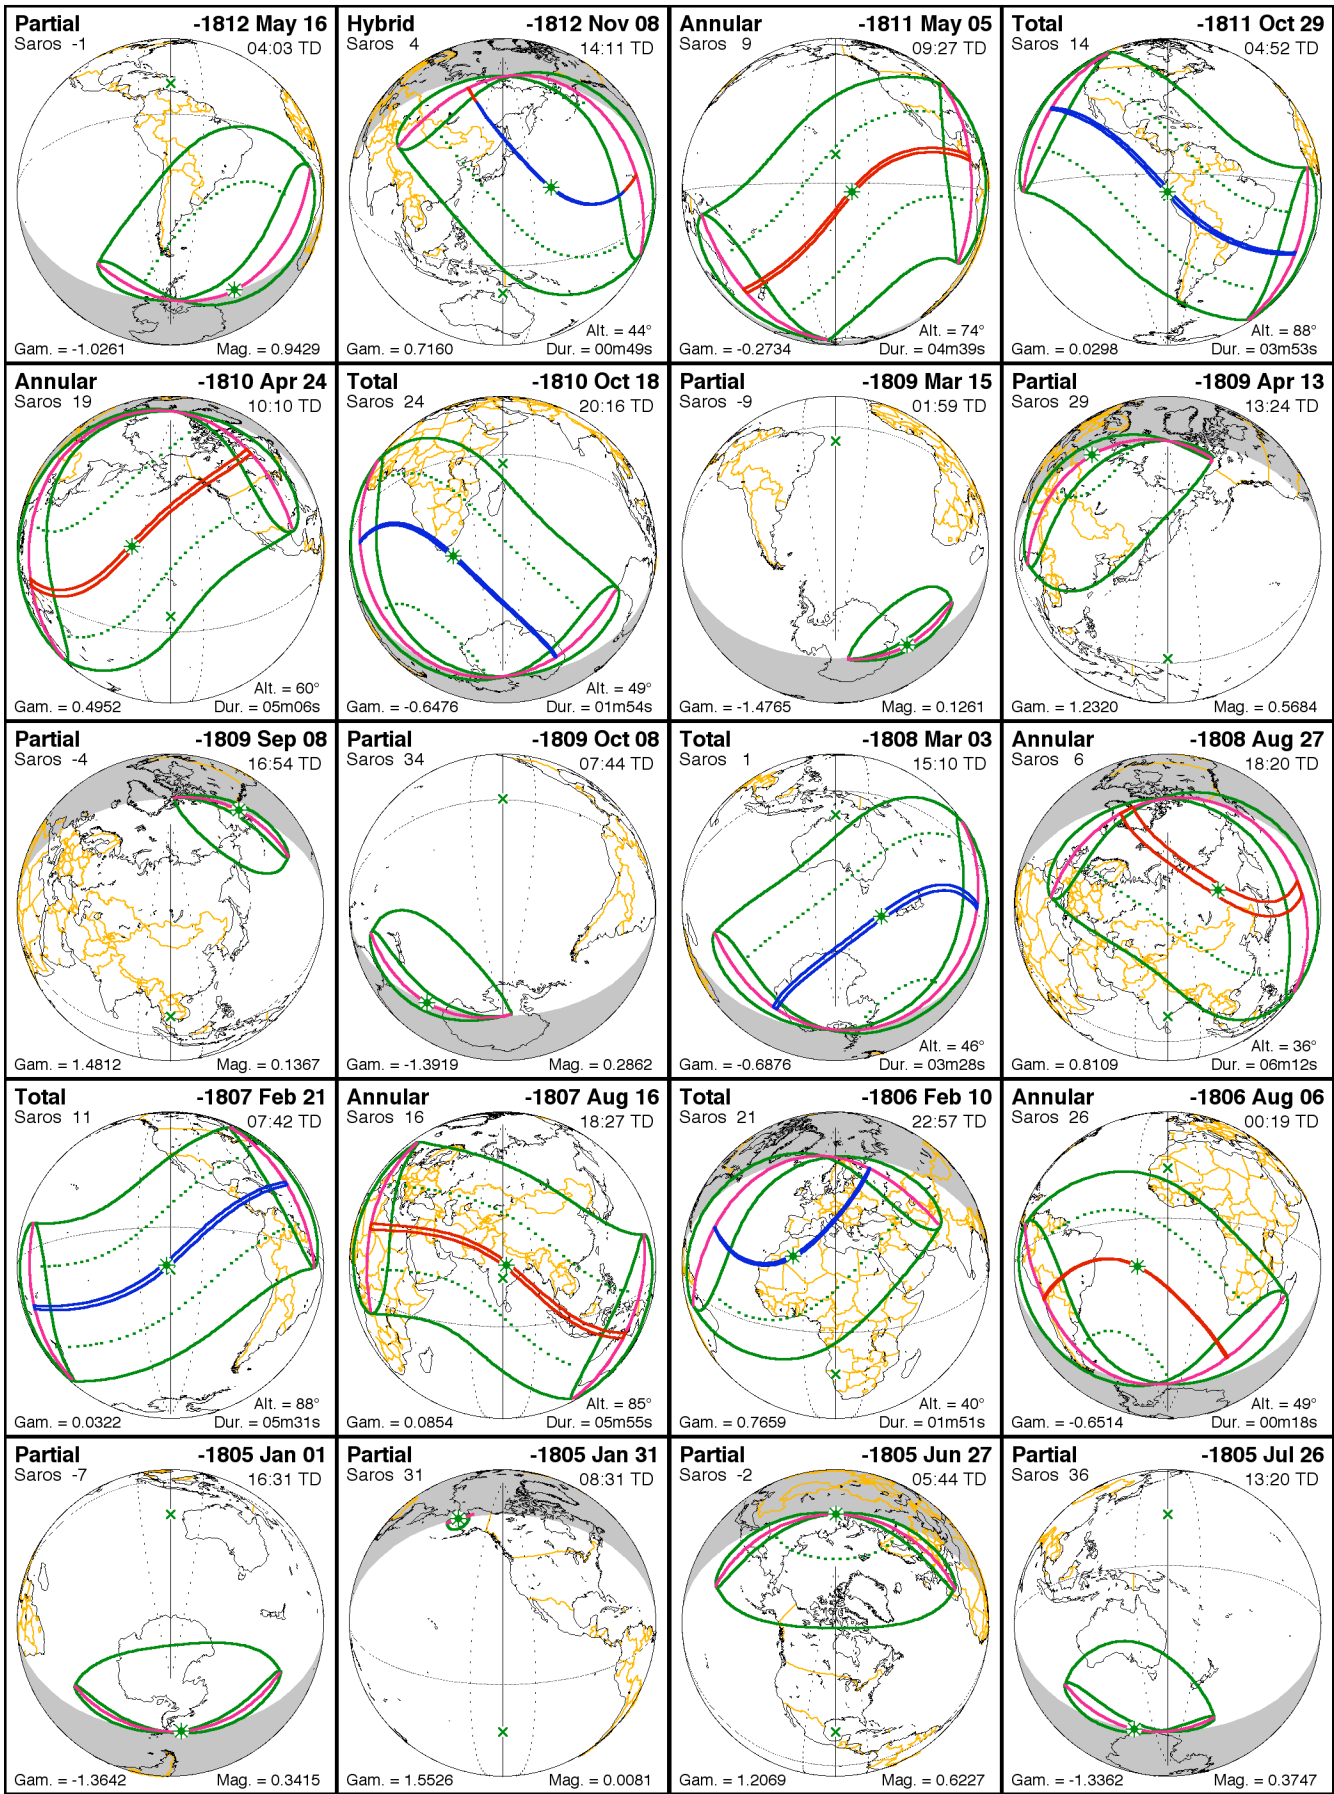 Partial -1812 May 16
Saros -1 04:03 TD
Gam. = -1.0261 Mag. = 0.9429
Hybrid -1812 Nov 08
Saros 4 14:11 TD
Alt. = 44°
Gam. = 0.7160 Dur. = 00m49s
Annular -1811 May 05
Saros 9 09:27 TD
Alt. = 74°
Gam. = -0.2734 Dur. = 04m39s
Total -1811 Oct 29
Saros 14 04:52 TD
Alt. = 88°
Gam. = 0.0298 Dur. = 03m53s
Annular -1810 Apr 24
Saros 19 10:10 TD
Alt. = 60°
Gam. = 0.4952 Dur. = 05m06s
Total -1810 Oct 18
Saros 24 20:16 TD
Alt. = 49°
Gam. = -0.6476 Dur. = 01m54s
Partial -1809 Mar 15
Saros -9 01:59 TD
Gam. = -1.4765 Mag. = 0.1261
Partial -1809 Apr 13
Saros 29 13:24 TD
Gam. = 1.2320 Mag. = 0.5684
Partial -1809 Sep 08
Saros -4 16:54 TD
Gam. = 1.4812 Mag. = 0.1367
Partial -1809 Oct 08
Saros 34 07:44 TD
Gam. = -1.3919 Mag. = 0.2862
Total -1808 Mar 03
Saros 1 15:10 TD
Alt. = 46°
Gam. = -0.6876 Dur. = 03m28s
Annular -1808 Aug 27
Saros 6 18:20 TD
Alt. = 36°
Gam. = 0.8109 Dur. = 06m12s
Total -1807 Feb 21
Saros 11 07:42 TD
Alt. = 88°
Gam. = 0.0322 Dur. = 05m31s
Annular -1807 Aug 16
Saros 16 18:27 TD
Alt. = 85°
Gam. = 0.0854 Dur. = 05m55s
Total -1806 Feb 10
Saros 21 22:57 TD
Alt. = 40°
Gam. = 0.7659 Dur. = 01m51s
Annular -1806 Aug 06
Saros 26 00:19 TD
Alt. = 49°
Gam. = -0.6514 Dur. = 00m18s
Partial -1805 Jan 01
Saros -7 16:31 TD
Gam. = -1.3642 Mag. = 0.3415
Partial -1805 Jan 31
Saros 31 08:31 TD
Gam. = 1.5526 Mag. = 0.0081
Partial -1805 Jun 27
Saros -2 05:44 TD
Gam. = 1.2069 Mag. = 0.6227
Partial -1805 Jul 26
Saros 36 13:20 TD
Gam. = -1.3362 Mag. = 0.3747